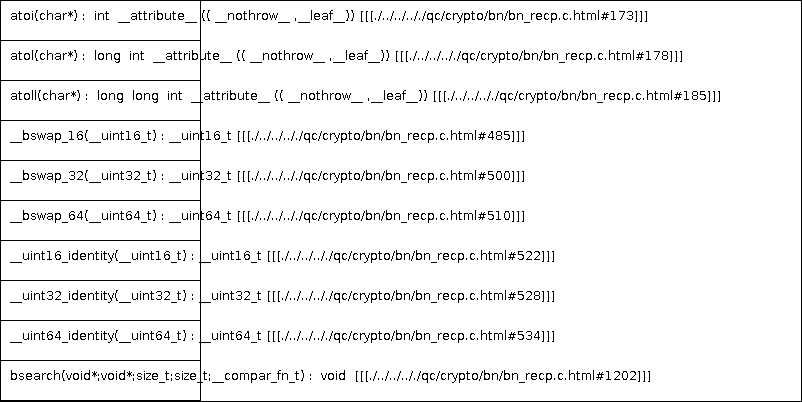 atoi(char*) : int __attribute__ (( __nothrow__ ,__leaf__)) [[[./../../././qc/crypto/bn/bn_recp.c.html#173]]]
atol(char*) : long int __attribute__ (( __nothrow__ ,__leaf__)) [[[./../../././qc/crypto/bn/bn_recp.c.html#178]]]
atoll(char*) : long long int __attribute__ (( __nothrow__ ,__leaf__)) [[[./../../././qc/crypto/bn/bn_recp.c.html#185]]]
__bswap_16(__uint16_t) : __uint16_t [[[./../../././qc/crypto/bn/bn_recp.c.html#485]]]
__bswap_32(__uint32_t) : __uint32_t [[[./../../././qc/crypto/bn/bn_recp.c.html#500]]]
__bswap_64(__uint64_t) : __uint64_t [[[./../../././qc/crypto/bn/bn_recp.c.html#510]]]
__uint16_identity(__uint16_t) : __uint16_t [[[./../../././qc/crypto/bn/bn_recp.c.html#522]]]
__uint32_identity(__uint32_t) : __uint32_t [[[./../../././qc/crypto/bn/bn_recp.c.html#528]]]
__uint64_identity(__uint64_t) : __uint64_t [[[./../../././qc/crypto/bn/bn_recp.c.html#534]]]
bsearch(void*;void*;size_t;size_t;__compar_fn_t) : void [[[./../../././qc/crypto/bn/bn_recp.c.html#1202]]]